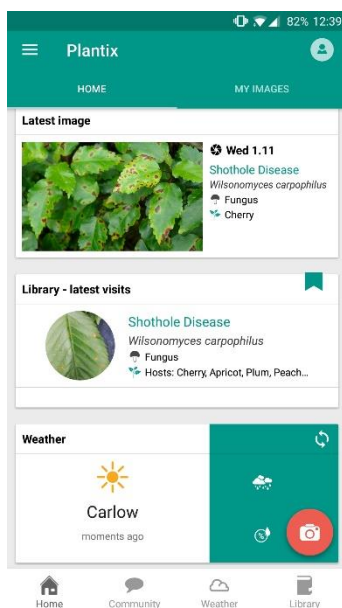 82% 12:39
Plantix
HOME
MY IMAGES
Latest image
Wed 1.11
Shothole Disease
Wilsonomyces carpophilus
Fungus
Cherry
Library - latest visits
Shothole Disease
Wilsonomyces carpophilus
Fungus
Hosts: Cherry, Apricot, Plum, Peach...
Weather
Carlow
moments ago
%
Home
Community
Weather
Library